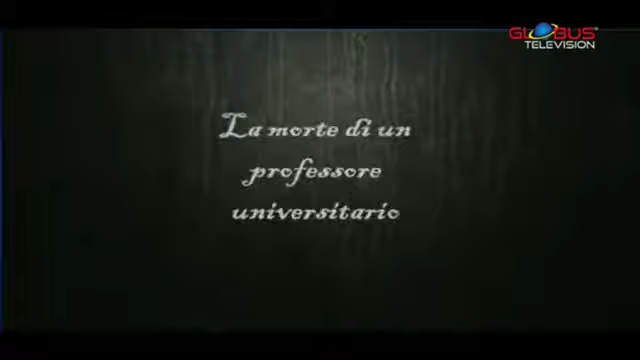 GLOBUS
TELEVISION
La morte di un
professore
universitario